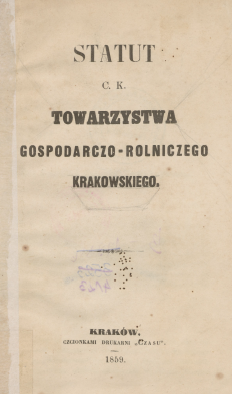 STATUT
C. K.
TOWARZYSTWA
GOSPODARCZO-ROLNICZEGO
KRAKOWSKIEGO.
KRAKÓW,
CZCIONKAMI DRUKARNI „CZASU".
1859.